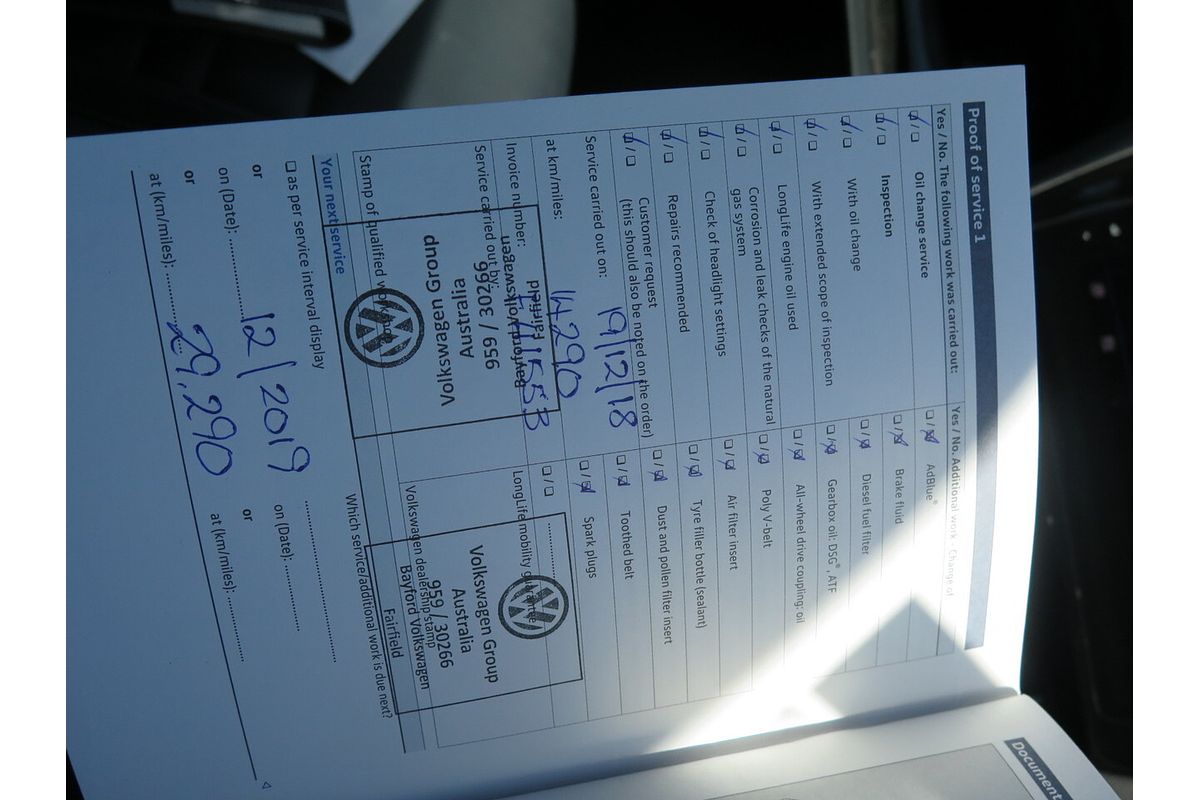 Proof of service 1
Yes / No. The following work was carried out:
☑ / ☐ Oil change service
☑ / ☐ Inspection
☑ / ☐ With oil change
☑ / ☐ With extended scope of inspection
☑ / ☐ LongLife engine oil used
☑ / ☐ Corrosion and leak checks of the natural
gas system
☑ / ☐ Check of headlight settings
☑ / ☐ Repairs recommended
☑ / ☐ Customer request
(this should also be noted on the order)
Service carried out on: 19/12/18
at km/miles: 14290
Invoice number:
Service carried out by:
Bayford Volkswagen
Fairfield
959 / 30266
Australia
Volkswagen Group
Stamp of qualified workshop
Yes / No. Additional work - Change of
☐ / ☑ AdBlue®
☐ / ☑ Brake fluid
☐ / ☑ Diesel fuel filter
☐ / ☑ Gearbox oil: DSG®, ATF
☐ / ☑ All-wheel drive coupling: oil
☐ / ☑ Poly V-belt
☐ / ☑ Air filter insert
☐ / ☑ Tyre filler bottle (sealant)
☐ / ☑ Dust and pollen filter insert
☐ / ☑ Toothed belt
☐ / ☑ Spark plugs
☐ / ☐
LongLife mobility guarantee
Volkswagen Group
Australia
959 / 30266
Bayford Volkswagen
Fairfield
Volkswagen dealership stamp
Your next service
☐ as per service interval display
or
on (Date): 12/2019
or
at (km/miles): 29,290
Which service/additional work is due next?
on (Date):
or
at (km/miles):
Document